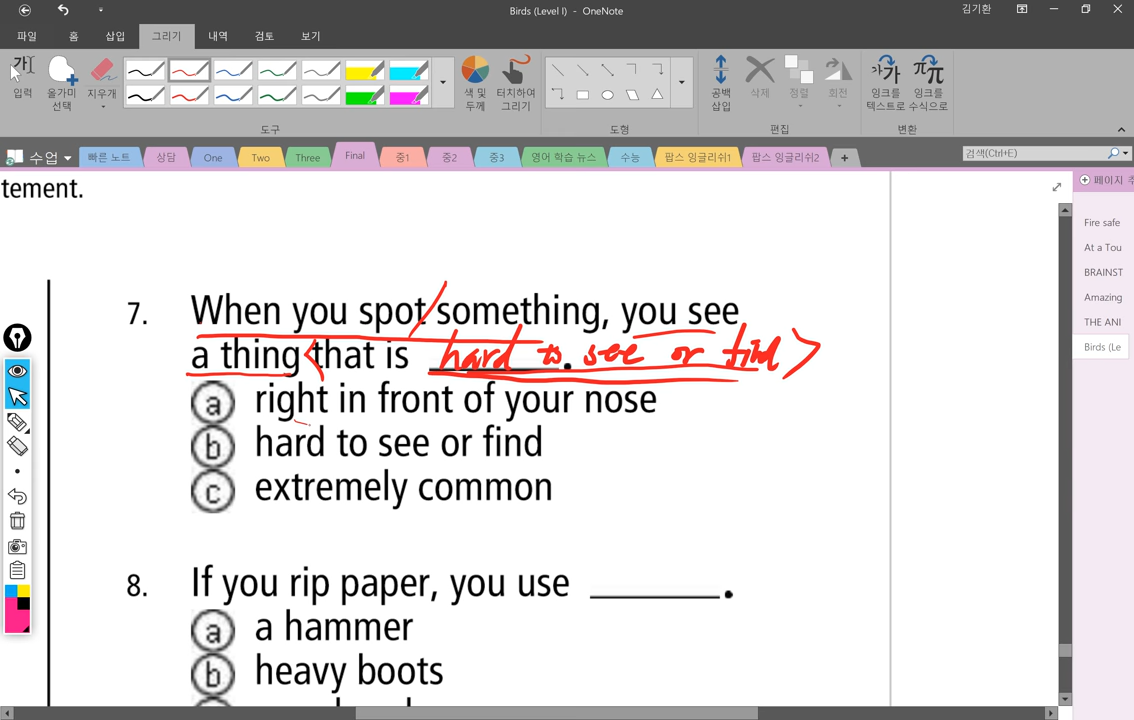 Birds (Level I) - OneNote
김기환
파일 홈 삽입 그리기 내역 검토 보기
입력 올가미 선택 지우개 색 및 두께 터치하여 그리기 공백 삽입 삭제 정렬 회전 잉크를 텍스트로 잉크를 수식으로
도구 도형 편집 변환
수업 빠른 노트 상담 One Two Three Final 중1 중2 중3 영어 학습 뉴스 수능 팝스 잉글리쉬1 팝스 잉글리쉬2 검색(Ctrl+E)
페이지 추
tement.
Fire safe
At a Tou
BRAINST
Amazing
THE ANI
Birds (Le
7. When you spot something, you see
a thing that is hard to see or find .
a right in front of your nose
b hard to see or find
c extremely common
8. If you rip paper, you use ______.
a a hammer
b heavy boots